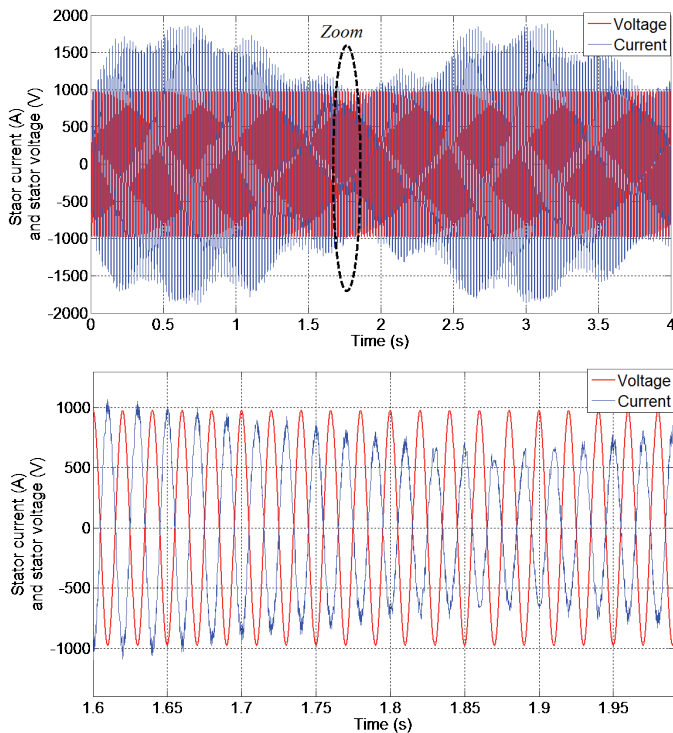 Zoom
Voltage
Current
Staor current (A)
and stator voltage (V)
2000
1500
1000
500
0
-500
-1000
-1500
-2000
0
0.5
1
1.5
2
2.5
3
3.5
4
Time (s)
Voltage
Current
Stator current (A)
and stator voltage (V)
1000
500
0
-500
-1000
1.6
1.65
1.7
1.75
1.8
1.85
1.9
1.95
Time (s)